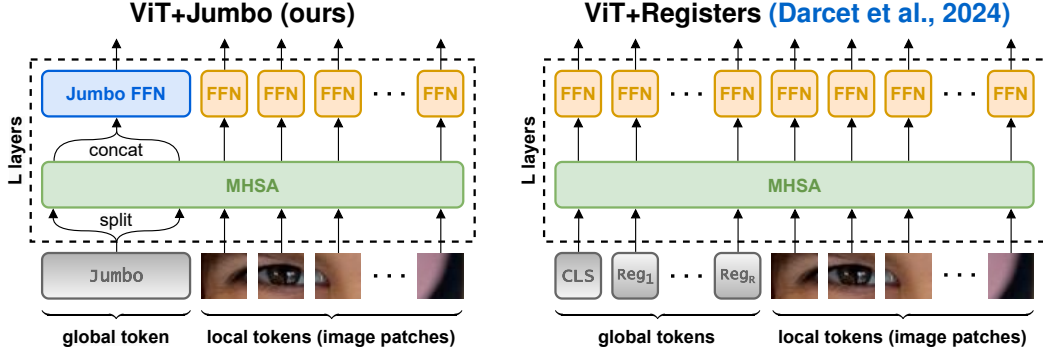 ViT+Jumbo (ours)
L layers
Jumbo FFN FFN FFN FFN ··· FFN
concat
MHSA
split
Jumbo ···
global token local tokens (image patches)
ViT+Registers (Darcet et al., 2024)
L layers
FFN FFN ··· FFN FFN FFN FFN ··· FFN
MHSA
CLS Reg1 ··· RegR ···
global tokens local tokens (image patches)